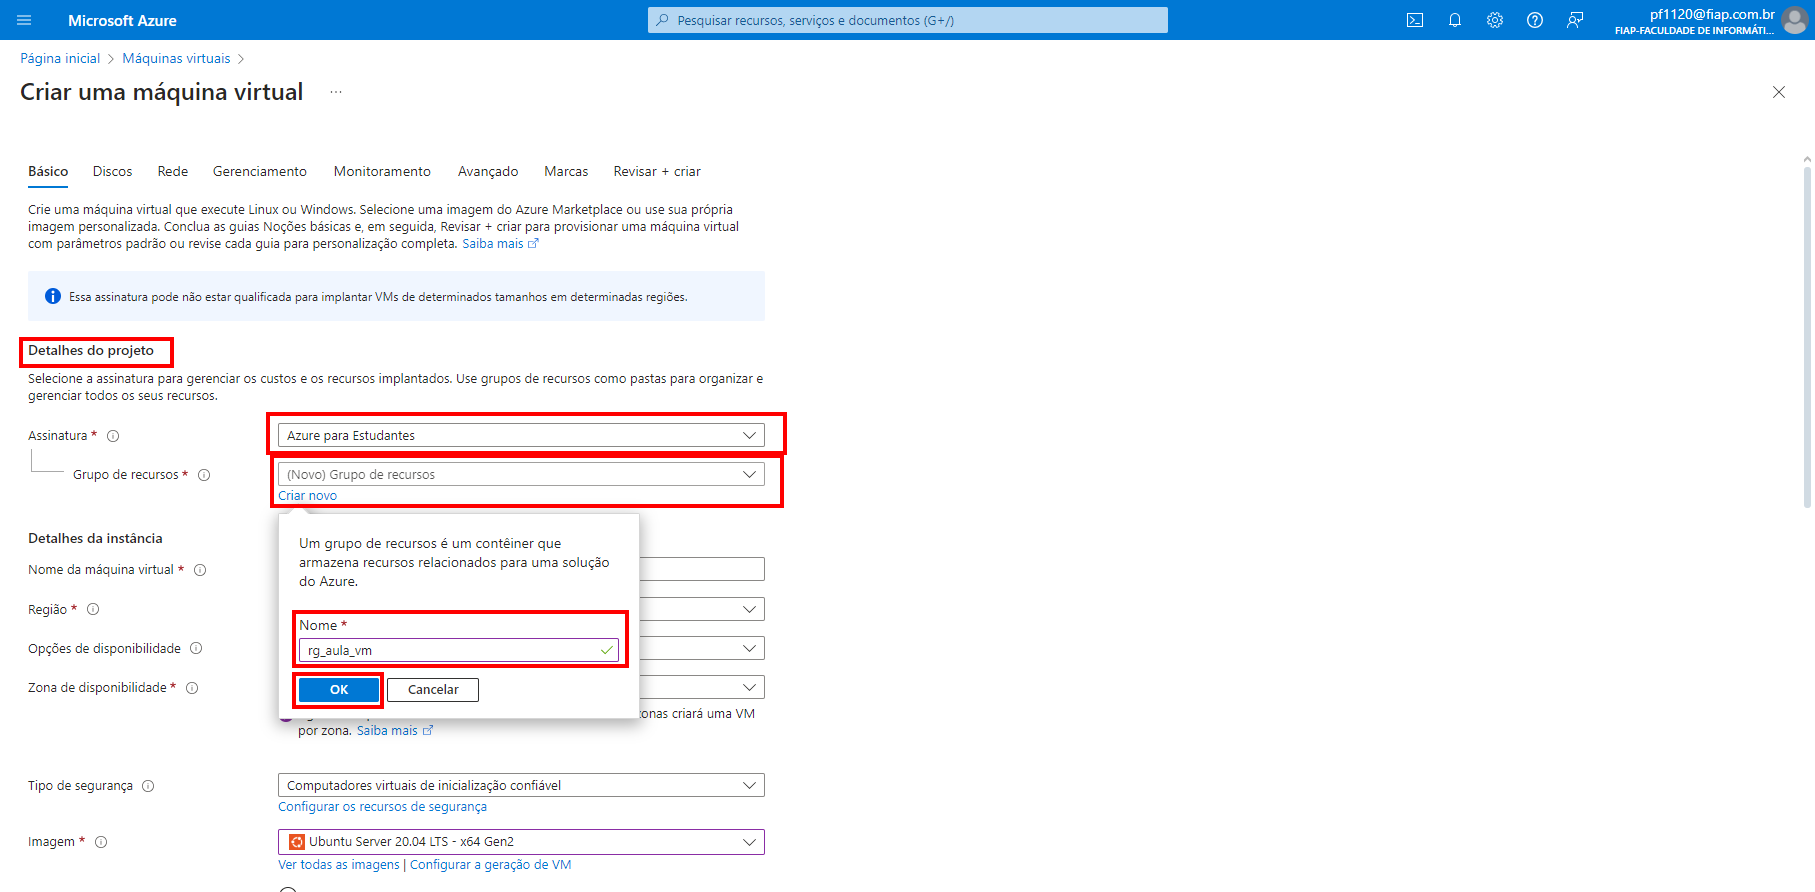 Microsoft Azure
Pesquisar recursos, serviços e documentos (G+/)
pf1120@fiap.com.br
FIAP-FACULDADE DE INFORMÁTI...
Página inicial > Máquinas virtuais >
Criar uma máquina virtual ...
Básico Discos Rede Gerenciamento Monitoramento Avançado Marcas Revisar + criar
Crie uma máquina virtual que execute Linux ou Windows. Selecione uma imagem do Azure Marketplace ou use sua própria
imagem personalizada. Conclua as guias Noções básicas e, em seguida, Revisar + criar para provisionar uma máquina virtual
com parâmetros padrão ou revise cada guia para personalização completa. Saiba mais
Essa assinatura pode não estar qualificada para implantar VMs de determinados tamanhos em determinadas regiões.
Detalhes do projeto
Selecione a assinatura para gerenciar os custos e os recursos implantados. Use grupos de recursos como pastas para organizar e
gerenciar todos os seus recursos.
Assinatura *
Azure para Estudantes
Grupo de recursos *
(Novo) Grupo de recursos
Criar novo
Um grupo de recursos é um contêiner que
armazena recursos relacionados para uma solução
do Azure.
Nome *
rg_aula_vm
OK
Cancelar
Detalhes da instância
Nome da máquina virtual *
Região *
Opções de disponibilidade
Zona de disponibilidade *
zonas criará uma VM
por zona. Saiba mais
Tipo de segurança
Computadores virtuais de inicialização confiável
Configurar os recursos de segurança
Imagem *
Ubuntu Server 20.04 LTS - x64 Gen2
Ver todas as imagens | Configurar a geração de VM